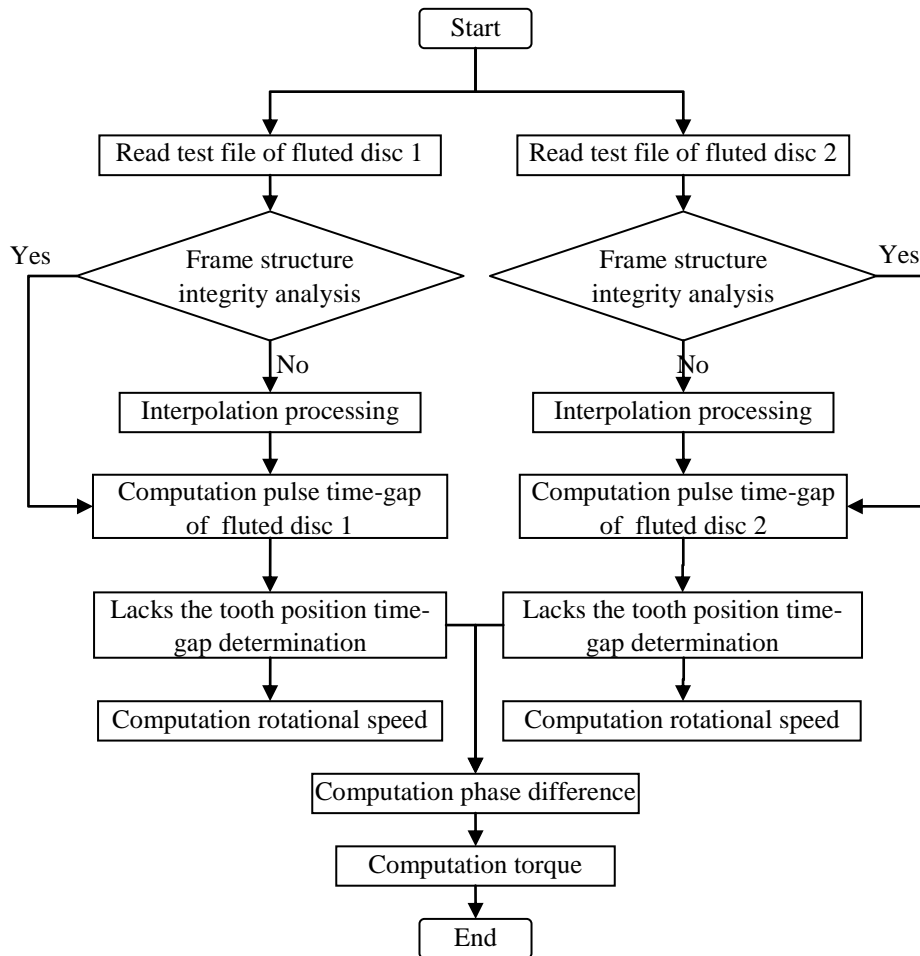 Start
Read test file of fluted disc 1
Read test file of fluted disc 2
Yes
Frame structure
integrity analysis
Frame structure
integrity analysis
Yes
No
No
Interpolation processing
Interpolation processing
Computation pulse time-gap
of fluted disc 1
Computation pulse time-gap
of fluted disc 2
Lacks the tooth position time-
gap determination
Lacks the tooth position time-
gap determination
Computation rotational speed
Computation rotational speed
Computation phase difference
Computation torque
End